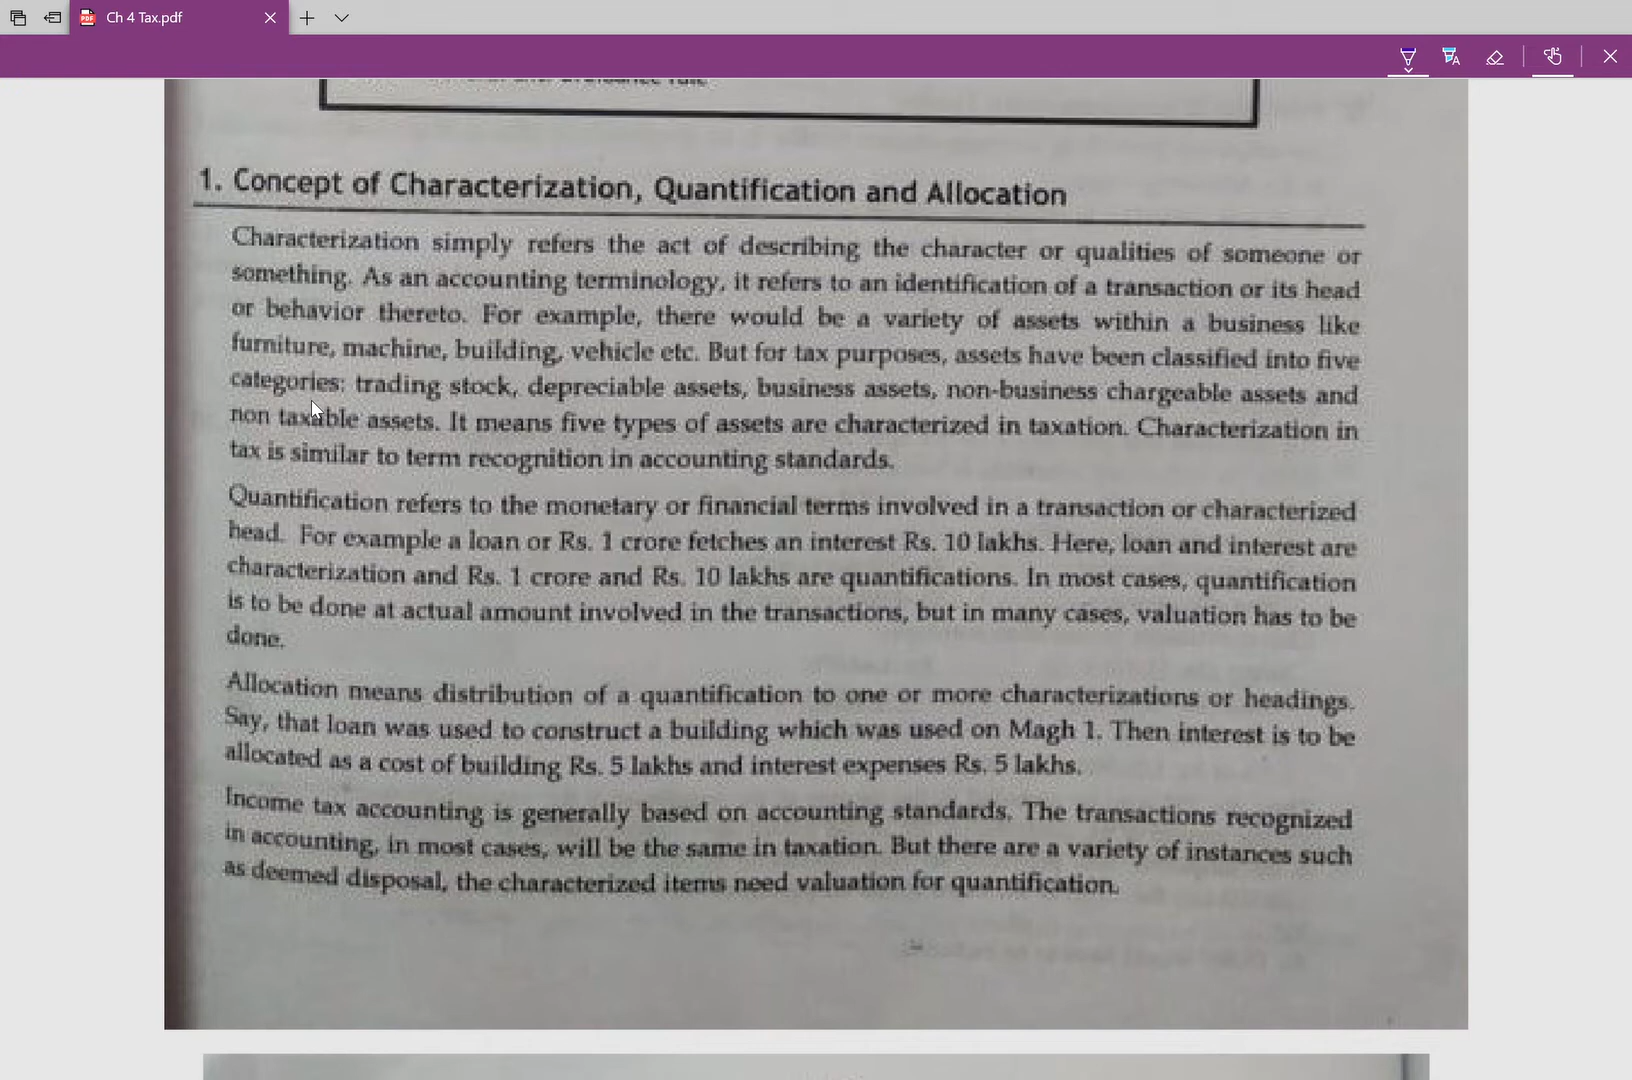 Ch 4 Tax.pdf
1. Concept of Characterization, Quantification and Allocation
Characterization simply refers the act of describing the character or qualities of someone or
something. As an accounting terminology, it refers to an identification of a transaction or its head
or behavior thereto. For example, there would be a variety of assets within a business like
furniture, machine, building, vehicle etc. But for tax purposes, assets have been classified into five
categories: trading stock, depreciable assets, business assets, non-business chargeable assets and
non taxable assets. It means five types of assets are characterized in taxation. Characterization in
tax is similar to term recognition in accounting standards.
Quantification refers to the monetary or financial terms involved in a transaction or characterized
head. For example a loan or Rs. 1 crore fetches an interest Rs. 10 lakhs. Here, loan and interest are
characterization and Rs. 1 crore and Rs. 10 lakhs are quantifications. In most cases, quantification
is to be done at actual amount involved in the transactions, but in many cases, valuation has to be
done.
Allocation means distribution of a quantification to one or more characterizations or headings.
Say, that loan was used to construct a building which was used on Magh 1. Then interest is to be
allocated as a cost of building Rs. 5 lakhs and interest expenses Rs. 5 lakhs.
Income tax accounting is generally based on accounting standards. The transactions recognized
in accounting, in most cases, will be the same in taxation. But there are a variety of instances such
as deemed disposal, the characterized items need valuation for quantification.